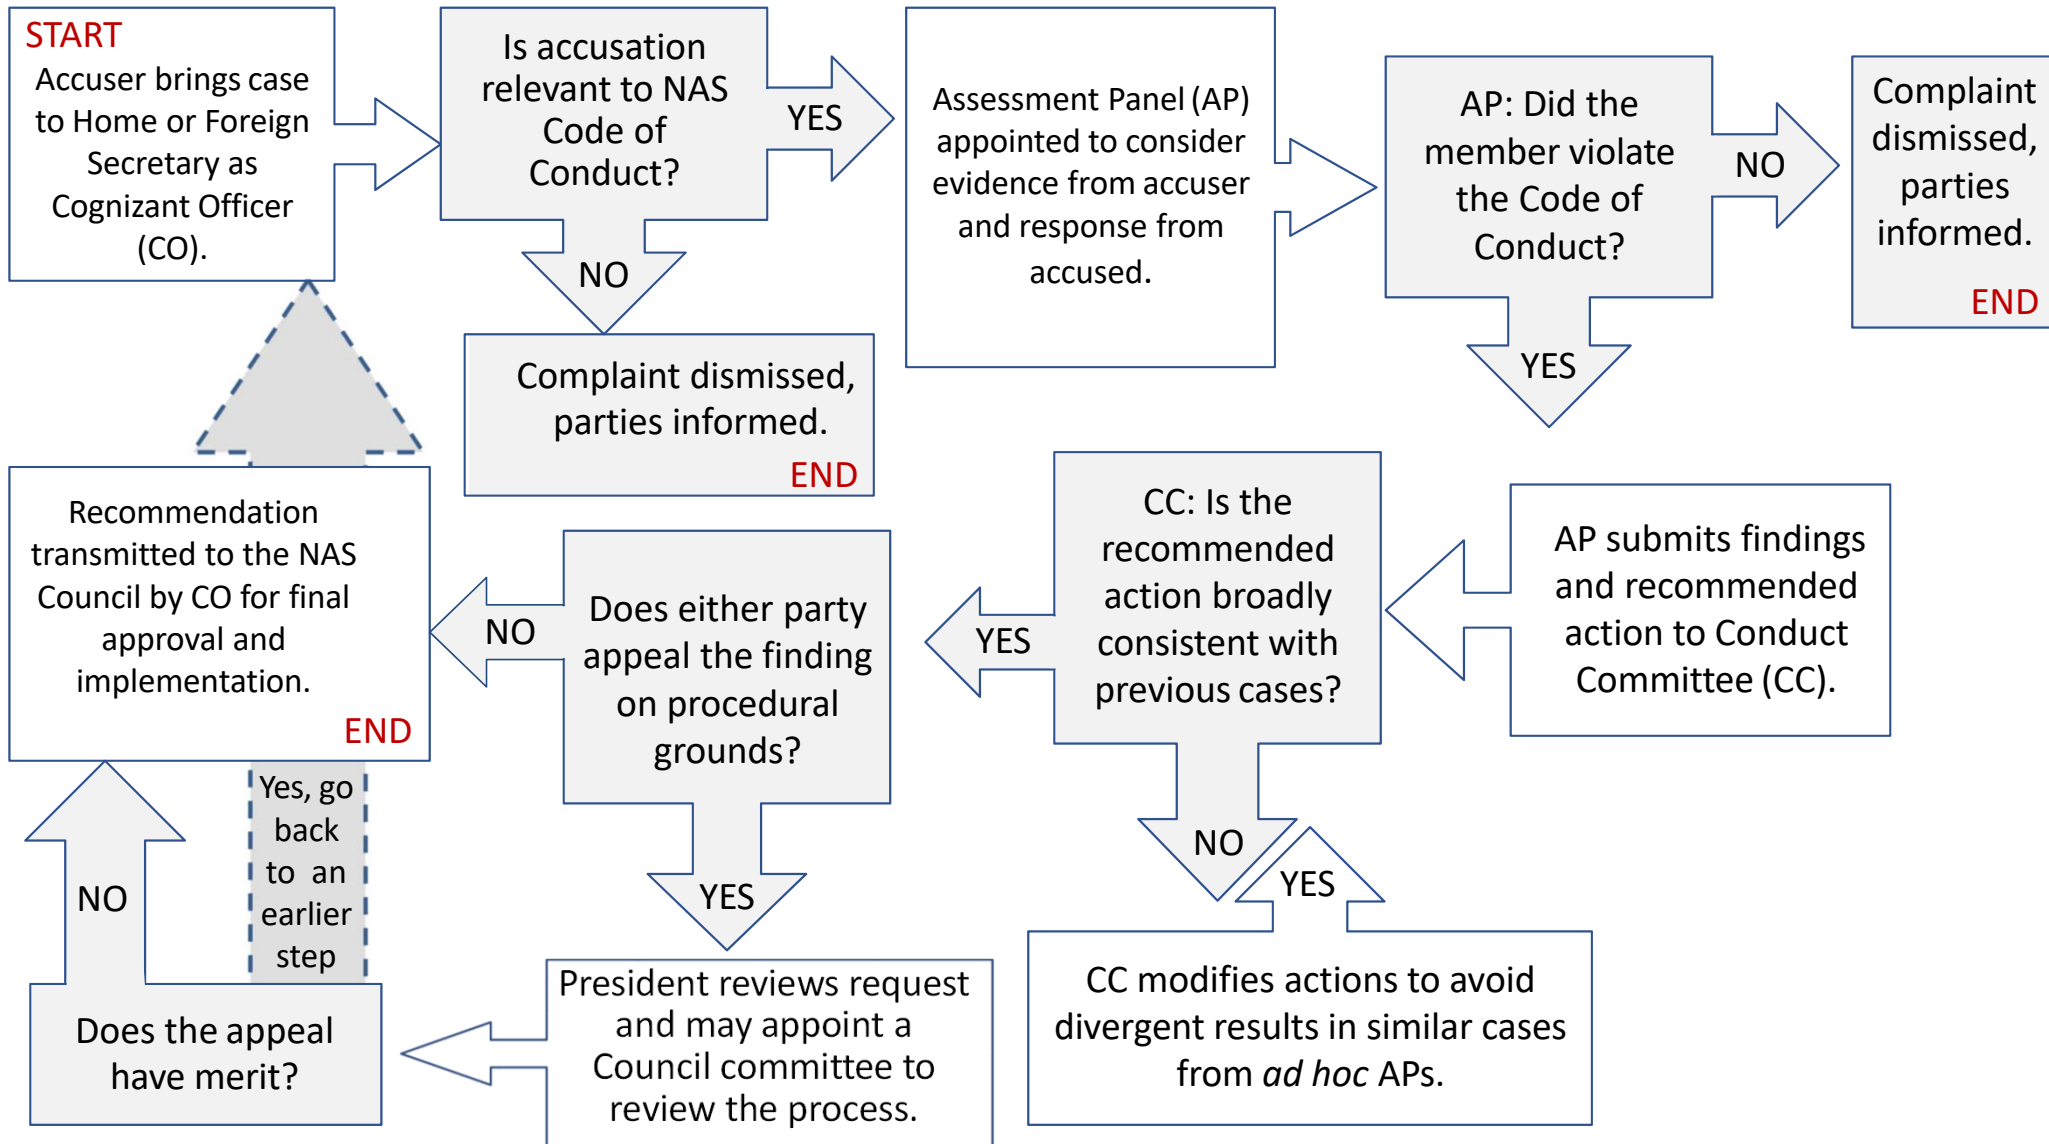 START
Accuser brings case
to Home or Foreign
Secretary as
Cognizant Officer
(CO).
Is accusation
relevant to NAS
Code of
Conduct?
YES
NO
Complaint dismissed,
parties informed.
END
Assessment Panel (AP)
appointed to consider
evidence from accuser
and response from
accused.
AP: Did the
member violate
the Code of
Conduct?
NO
Complaint
dismissed,
parties
informed.
END
YES
AP submits findings
and recommended
action to Conduct
Committee (CC).
CC: Is the
recommended
action broadly
consistent with
previous cases?
NO
YES
CC modifies actions to avoid
divergent results in similar cases
from ad hoc APs.
YES
Does either party
appeal the finding
on procedural
grounds?
NO
Recommendation
transmitted to the NAS
Council by CO for final
approval and
implementation.
END
YES
President reviews request
and may appoint a
Council committee to
review the process.
Does the appeal
have merit?
NO
Yes, go
back
to an
earlier
step